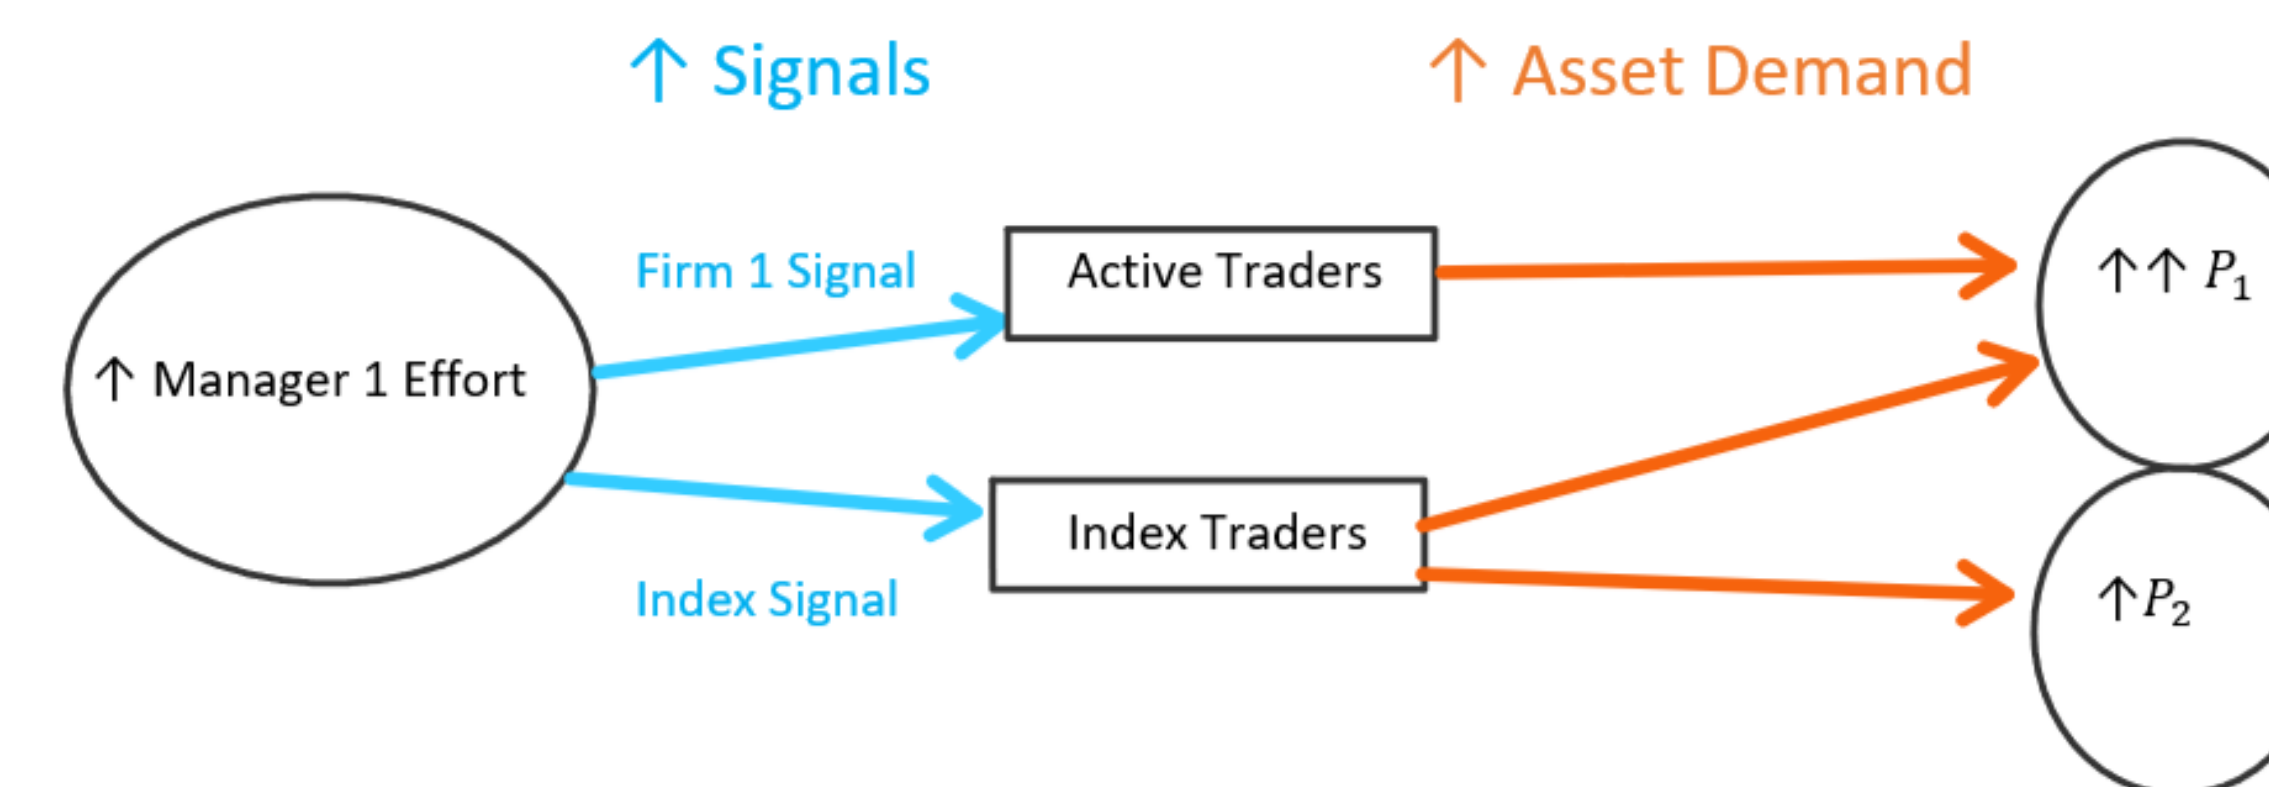 ↑ Signals
↑ Asset Demand
Firm 1 Signal
Active Traders
↑↑ P₁
↑ Manager 1 Effort
Index Traders
Index Signal
↑P₂